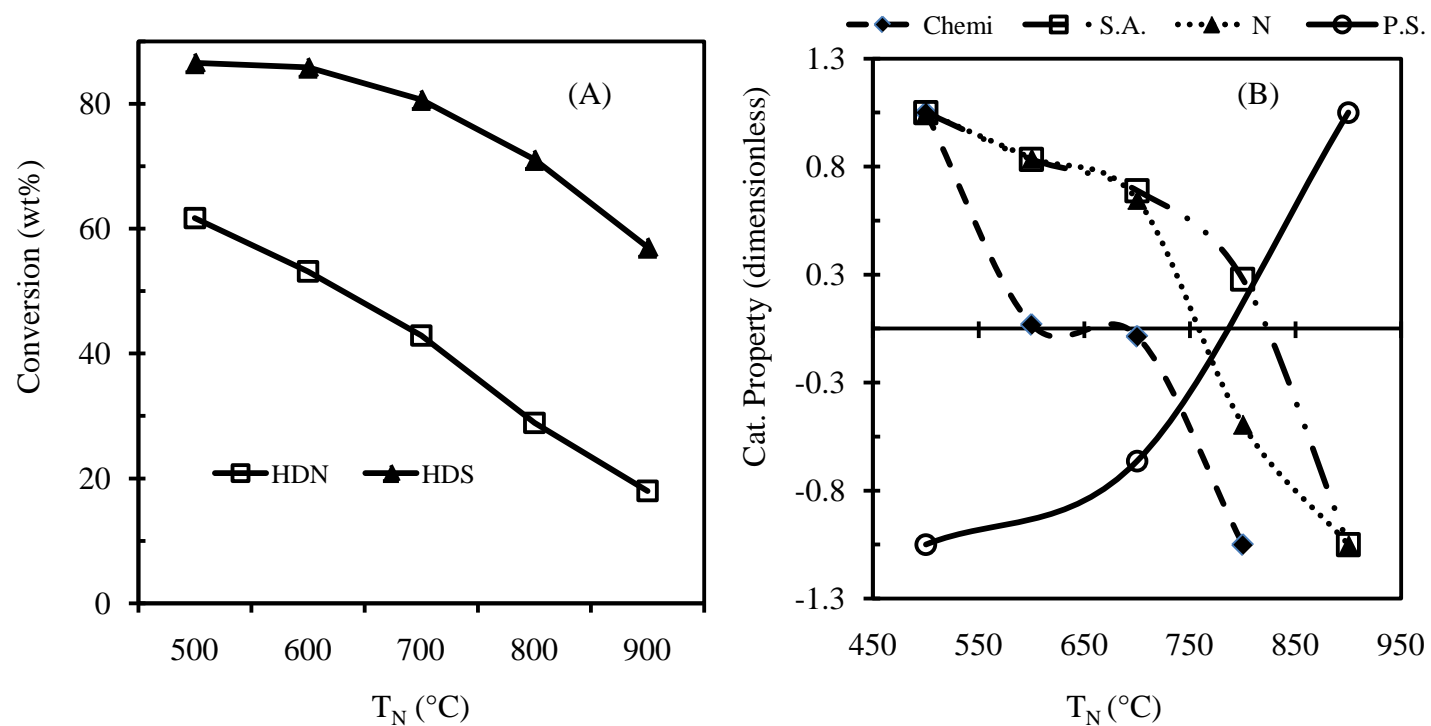 80
60
40
20
0
500 600 700 800 900
Conversion (wt%)
T_N (°C)
(A)
HDN HDS
Chemi S.A. N P.S.
1.3
0.8
0.3
-0.3
-0.8
-1.3
450 550 650 750 850 950
Cat. Property (dimensionless)
T_N (°C)
(B)